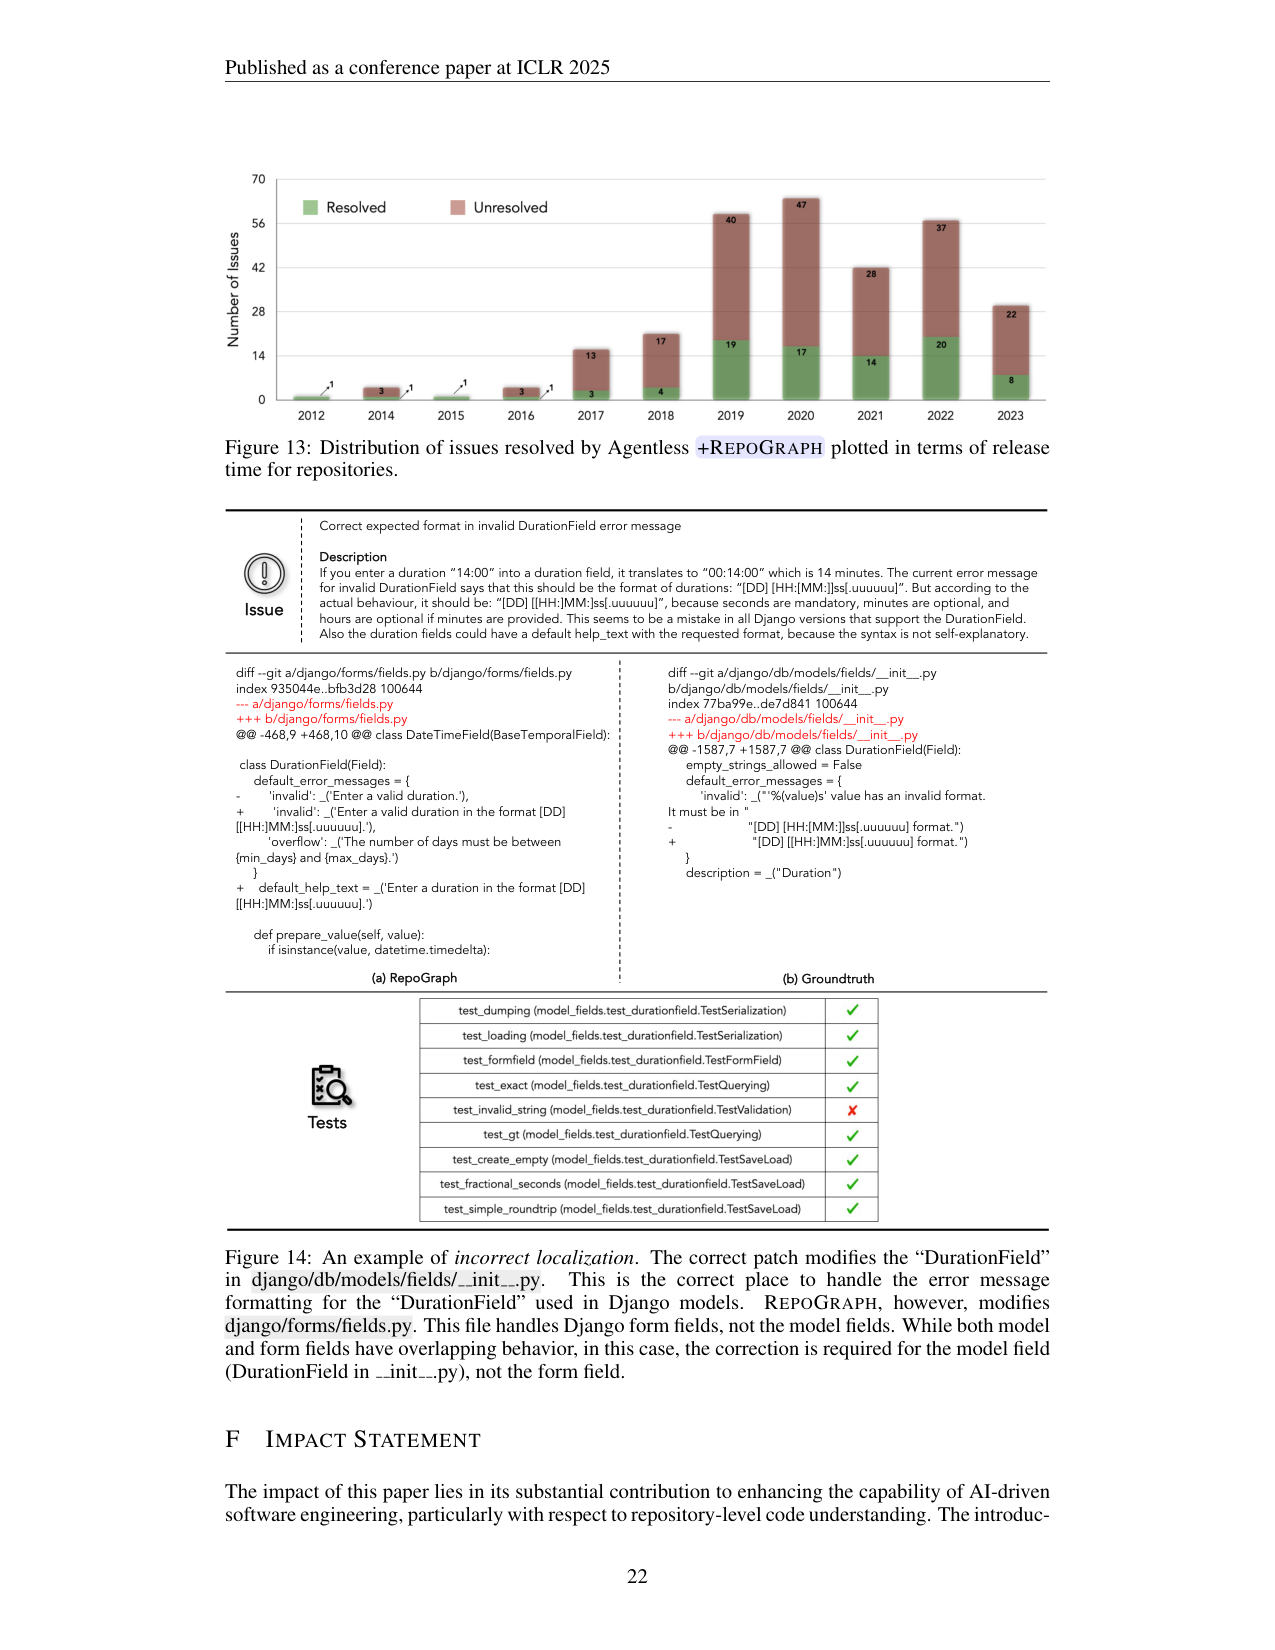 Published as a conference paper at ICLR 2025
70
56
42
28
14
0
Number of Issues
Resolved
Unresolved
1
3
1
1
3
1
13
3
17
4
40
19
47
17
28
14
37
20
22
8
2012 2014 2015 2016 2017 2018 2019 2020 2021 2022 2023
Figure 13: Distribution of issues resolved by Agentless +REPOGRAPH plotted in terms of release
time for repositories.
Issue
Correct expected format in invalid DurationField error message
Description
If you enter a duration “14:00” into a duration field, it translates to “00:14:00” which is 14 minutes. The current error message
for invalid DurationField says that this should be the format of durations: “[DD] [HH:[MM:]]ss[.uuuuuu]”. But according to the
actual behaviour, it should be: “[DD] [[HH:]MM:]ss[.uuuuuu]”, because seconds are mandatory, minutes are optional, and
hours are optional if minutes are provided. This seems to be a mistake in all Django versions that support the DurationField.
Also the duration fields could have a default help_text with the requested format, because the syntax is not self-explanatory.
diff --git a/django/forms/fields.py b/django/forms/fields.py
index 935044e..bfb3d28 100644
--- a/django/forms/fields.py
+++ b/django/forms/fields.py
@@ -468,9 +468,10 @@ class DateTimeField(BaseTemporalField):
class DurationField(Field):
default_error_messages = {
- 'invalid': _('Enter a valid duration.'),
+ 'invalid': _('Enter a valid duration in the format [DD]
[[HH:]MM:]ss[.uuuuuu].'),
'overflow': _('The number of days must be between
{min_days} and {max_days}.')
}
+ default_help_text = _('Enter a duration in the format [DD]
[[HH:]MM:]ss[.uuuuuu].')
def prepare_value(self, value):
if isinstance(value, datetime.timedelta):
(a) RepoGraph
diff --git a/django/db/models/fields/__init__.py
b/django/db/models/fields/__init__.py
index 77ba99e..de7d841 100644
--- a/django/db/models/fields/__init__.py
+++ b/django/db/models/fields/__init__.py
@@ -1587,7 +1587,7 @@ class DurationField(Field):
empty_strings_allowed = False
default_error_messages = {
'invalid': _("'%(value)s' value has an invalid format.
It must be in "
- "[DD] [HH:[MM:]]ss[.uuuuuu] format.")
+ "[DD] [[HH:]MM:]ss[.uuuuuu] format.")
}
description = _("Duration")
(b) Groundtruth
Tests
test_dumping (model_fields.test_durationfield.TestSerialization) ✓
test_loading (model_fields.test_durationfield.TestSerialization) ✓
test_formfield (model_fields.test_durationfield.TestFormField) ✓
test_exact (model_fields.test_durationfield.TestQuerying) ✓
test_invalid_string (model_fields.test_durationfield.TestValidation) ✗
test_gt (model_fields.test_durationfield.TestQuerying) ✓
test_create_empty (model_fields.test_durationfield.TestSaveLoad) ✓
test_fractional_seconds (model_fields.test_durationfield.TestSaveLoad) ✓
test_simple_roundtrip (model_fields.test_durationfield.TestSaveLoad) ✓
Figure 14: An example of incorrect localization. The correct patch modifies the “DurationField”
in django/db/models/fields/__init__.py. This is the correct place to handle the error message
formatting for the “DurationField” used in Django models. REPOGRAPH, however, modifies
django/forms/fields.py. This file handles Django form fields, not the model fields. While both model
and form fields have overlapping behavior, in this case, the correction is required for the model field
(DurationField in __init__.py), not the form field.
F IMPACT STATEMENT
The impact of this paper lies in its substantial contribution to enhancing the capability of AI-driven
software engineering, particularly with respect to repository-level code understanding. The introduc-
22